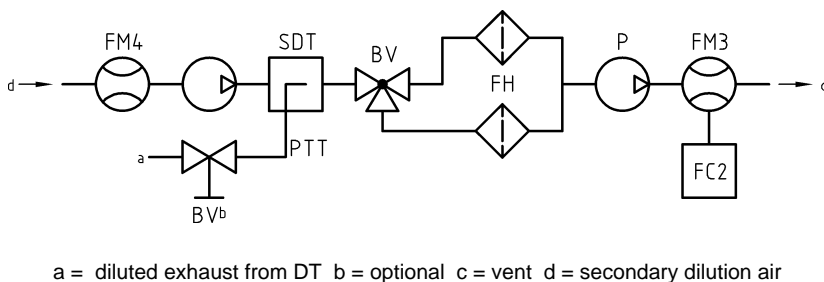 FM4 SDT BV P FM3
d FH c
a PTT FC2
BVb
a = diluted exhaust from DT b = optional c = vent d = secondary dilution air